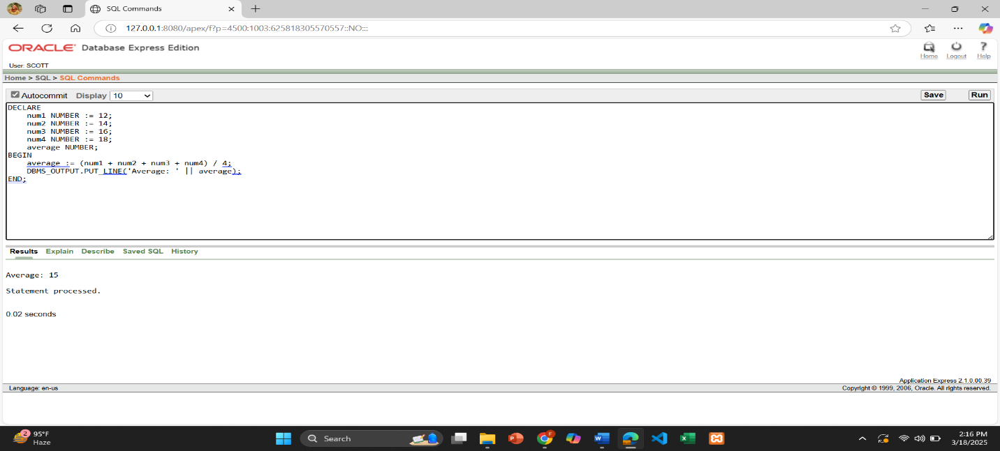 SQL Commands
127.0.0.1:8080/apex/f?p=4500:1003:625818305570557::NO:::
ORACLE Database Express Edition
Home Logout Help
User: SCOTT
Home > SQL > SQL Commands
Autocommit Display 10 Save Run
DECLARE
num1 NUMBER := 12;
num2 NUMBER := 14;
num3 NUMBER := 16;
num4 NUMBER := 18;
average NUMBER;
BEGIN
average := (num1 + num2 + num3 + num4) / 4;
DBMS_OUTPUT.PUT_LINE('Average: ' || average);
END;
Results Explain Describe Saved SQL History
Average: 15
Statement processed.
0.02 seconds
Application Express 2.1.0.00.39
Language: en-us Copyright © 1999, 2006, Oracle. All rights reserved.
2 95°F
Haze
Search
2:16 PM
3/18/2025